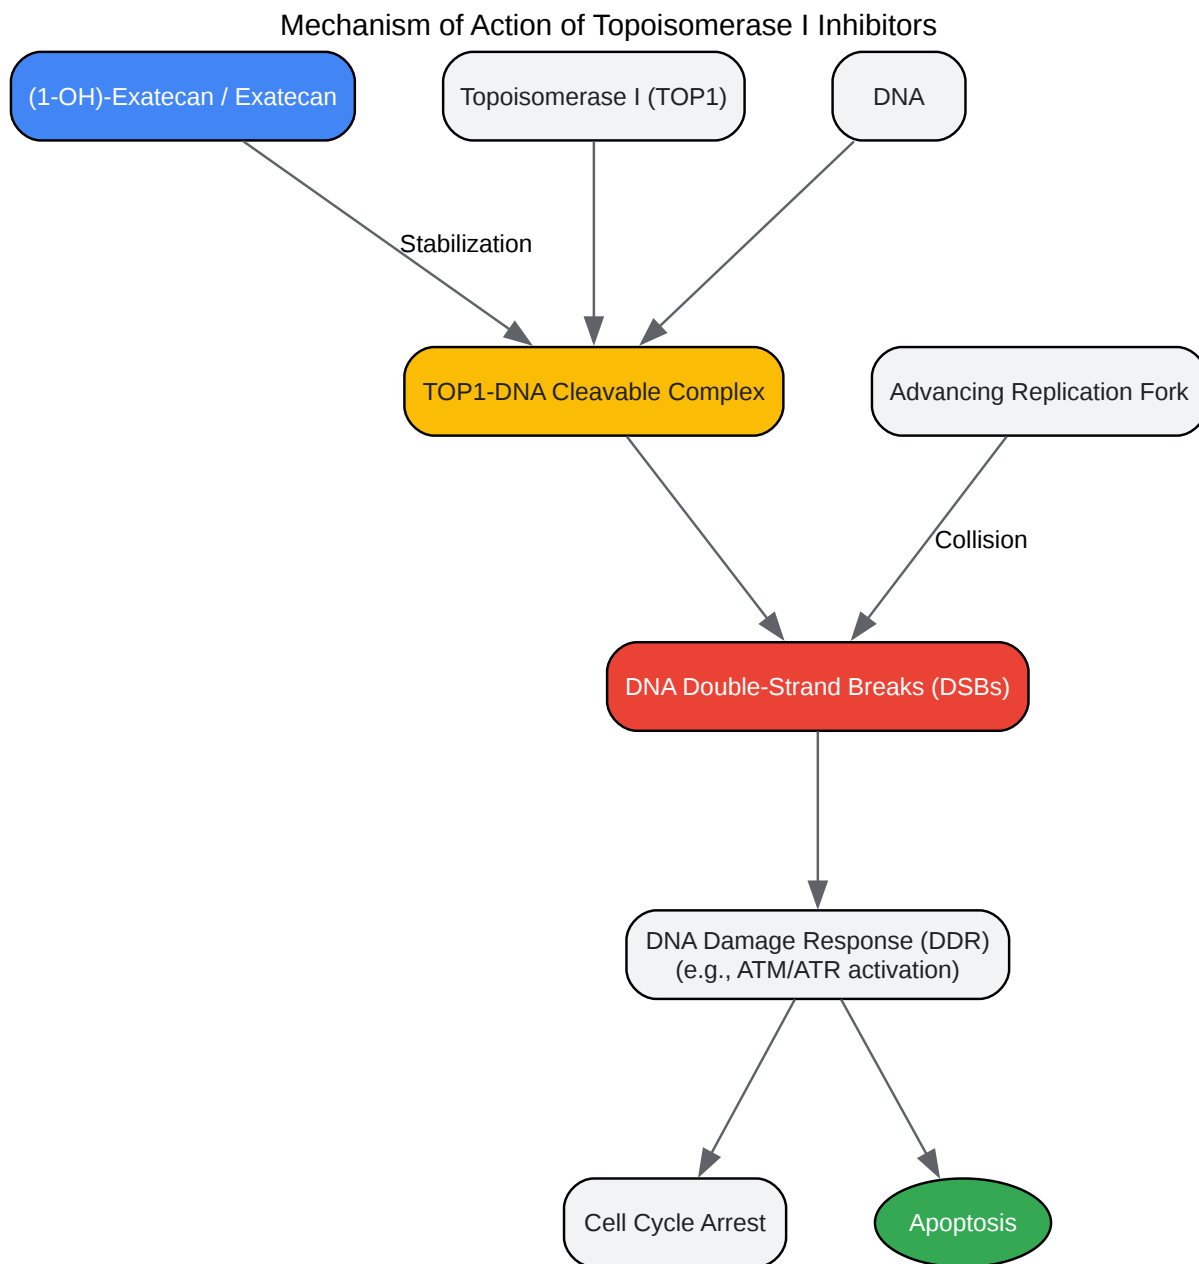 Mechanism of Action of Topoisomerase I Inhibitors
(1-OH)-Exatecan / Exatecan
Topoisomerase I (TOP1)
DNA
Stabilization
TOP1-DNA Cleavable Complex
Advancing Replication Fork
Collision
DNA Double-Strand Breaks (DSBs)
DNA Damage Response (DDR)
(e.g., ATM/ATR activation)
Cell Cycle Arrest
Apoptosis